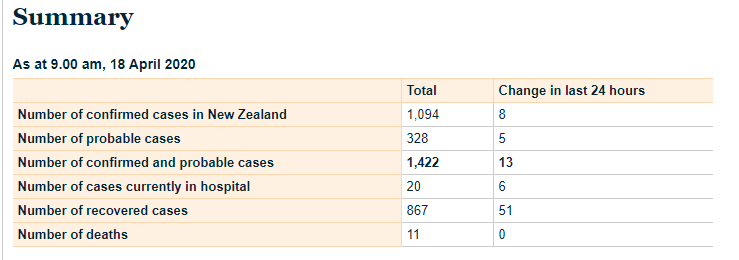 Summary
As at 9.00 am, 18 April 2020
Total Change in last 24 hours
Number of confirmed cases in New Zealand 1,094 8
Number of probable cases 328 5
Number of confirmed and probable cases 1,422 13
Number of cases currently in hospital 20 6
Number of recovered cases 867 51
Number of deaths 11 0